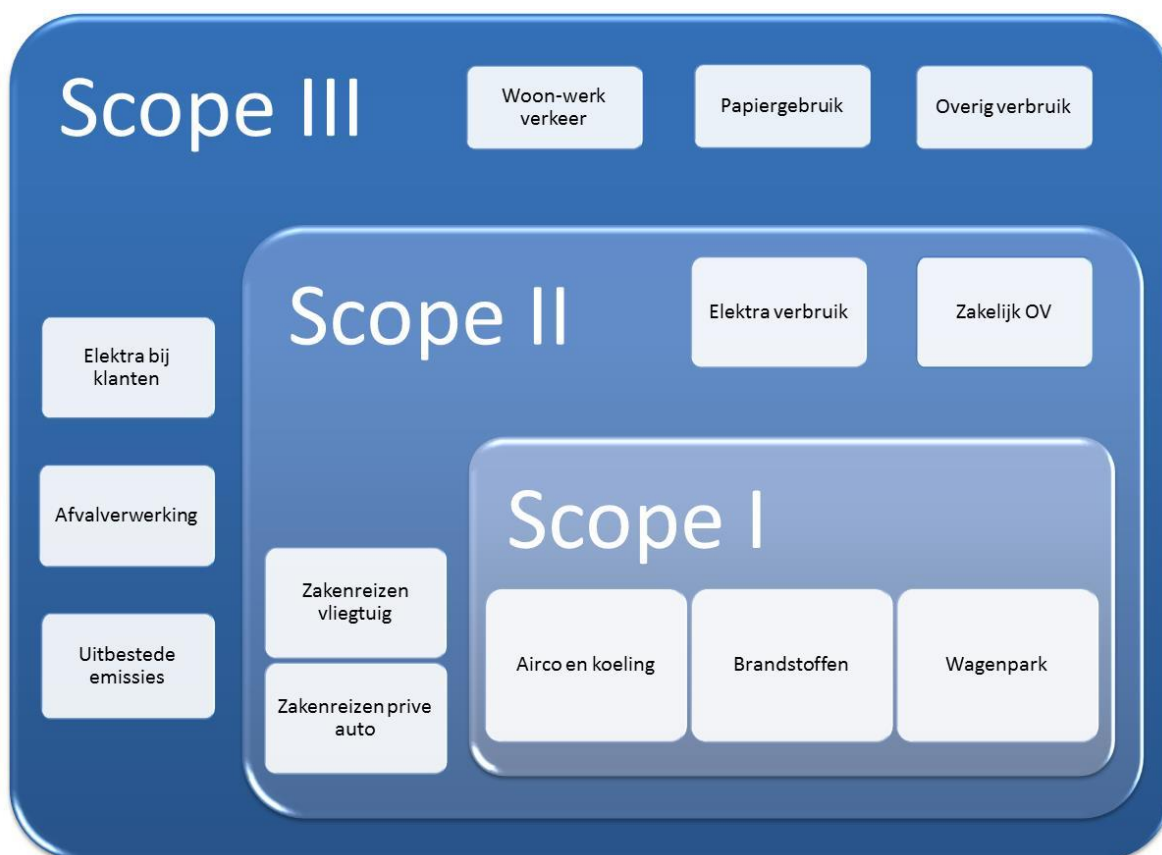 Scope III
Woon-werk
verkeer
Papiergebruik
Overig verbruik
Scope II
Elektra verbruik
Zakelijk OV
Elektra bij
klanten
Afvalverwerking
Uitbestede
emissies
Scope I
Zakenreizen
vliegtuig
Zakenreizen prive
auto
Airco en koeling
Brandstoffen
Wagenpark